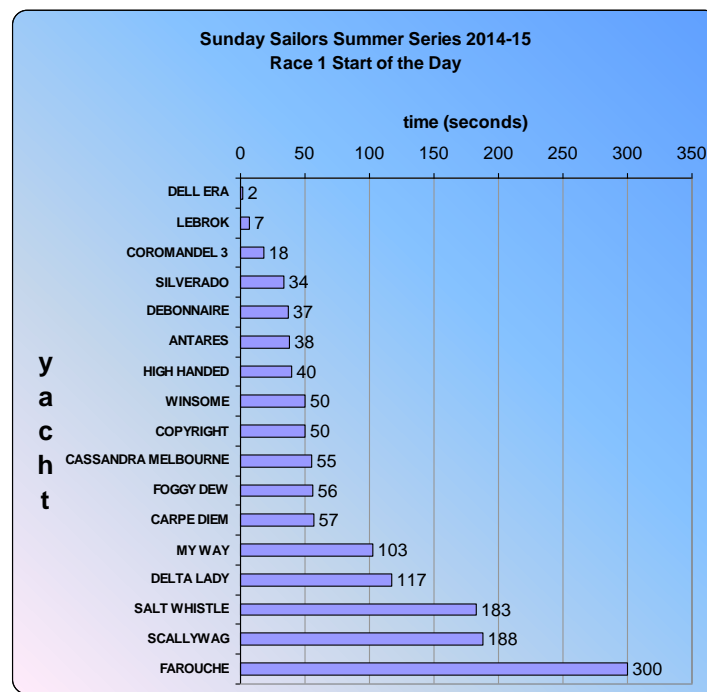 Sunday Sailors Summer Series 2014-15
Race 1 Start of the Day
time (seconds)
0 50 100 150 200 250 300 350
DELL ERA 2
LEBROK 7
COROMANDEL 3 18
SILVERADO 34
DEBONNAIRE 37
ANTARES 38
HIGH HANDED 40
WINSOME 50
COPYRIGHT 50
CASSANDRA MELBOURNE 55
FOGGY DEW 56
CARPE DIEM 57
MY WAY 103
DELTA LADY 117
SALT WHISTLE 183
SCALLYWAG 188
FAROUCHE 300
yacht